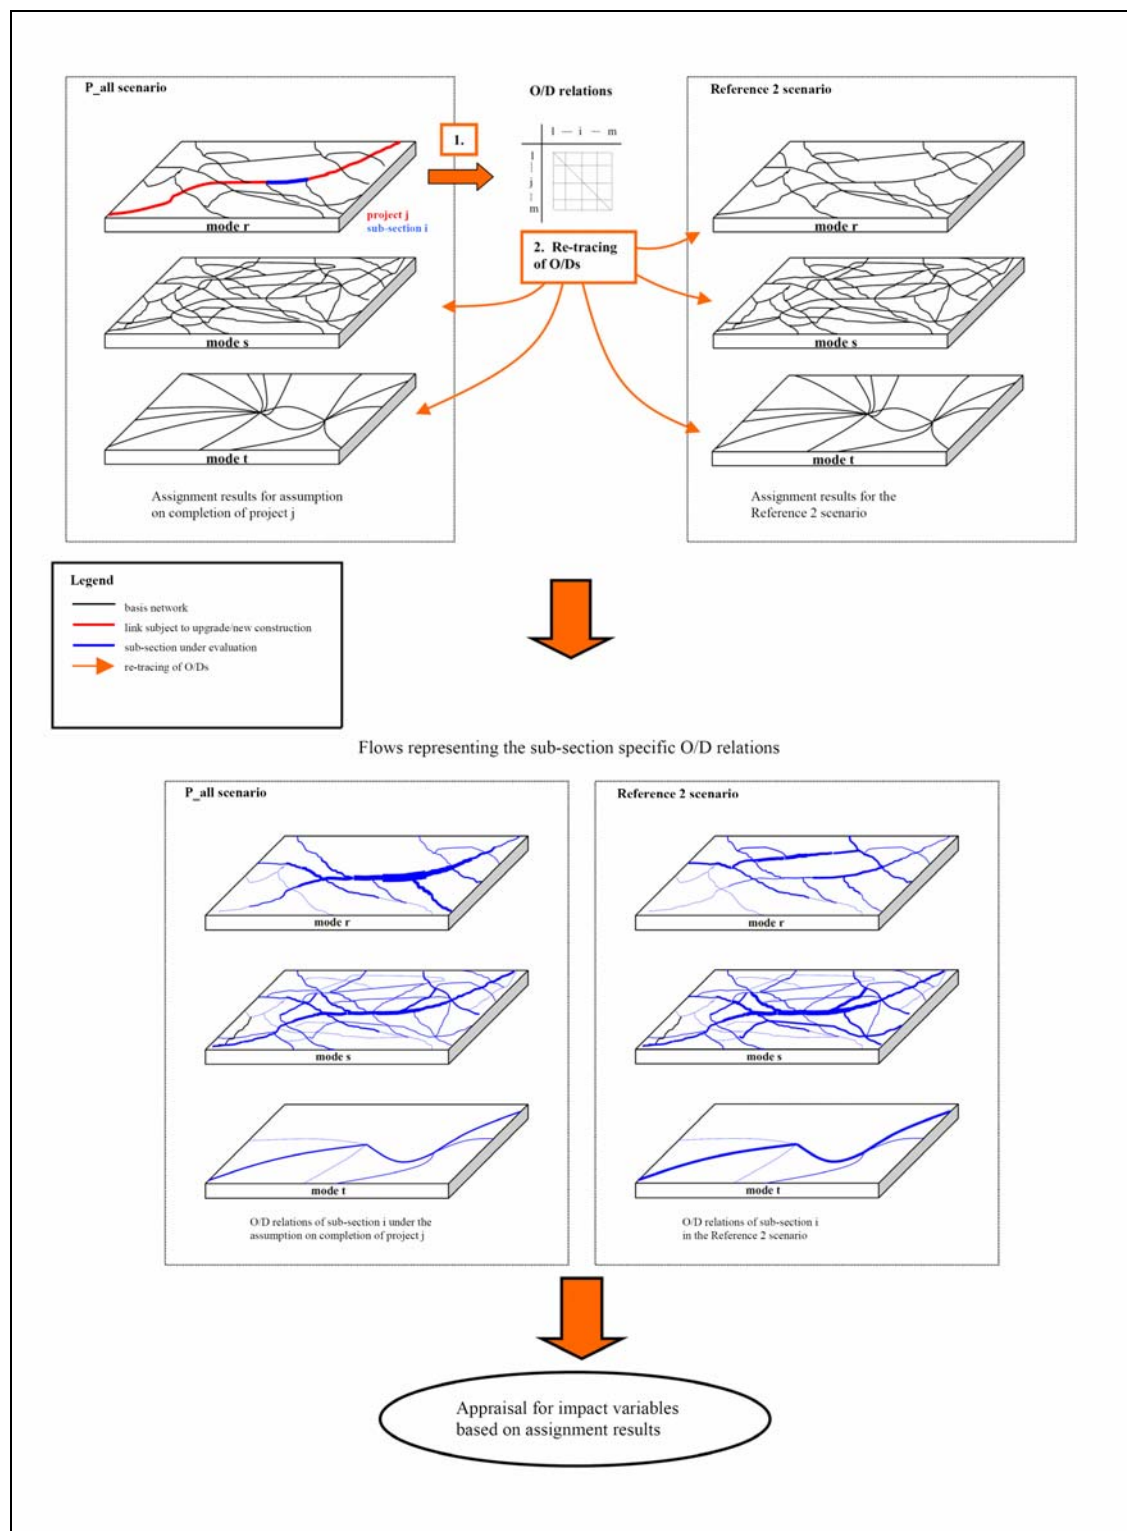 P_all scenario
mode r
project j
sub-section i
mode s
mode t
Assignment results for assumption
on completion of project j
1.
O/D relations
1 — i — m
1
j
m
2. Re-tracing
of O/Ds
Reference 2 scenario
mode r
mode s
mode t
Assignment results for the
Reference 2 scenario
Legend
basis network
link subject to upgrade/new construction
sub-section under evaluation
re-tracing of O/Ds
Flows representing the sub-section specific O/D relations
P_all scenario
mode r
mode s
mode t
O/D relations of sub-section i under the
assumption on completion of project j
Reference 2 scenario
mode r
mode s
mode t
O/D relations of sub-section i
in the Reference 2 scenario
Appraisal for impact variables
based on assignment results